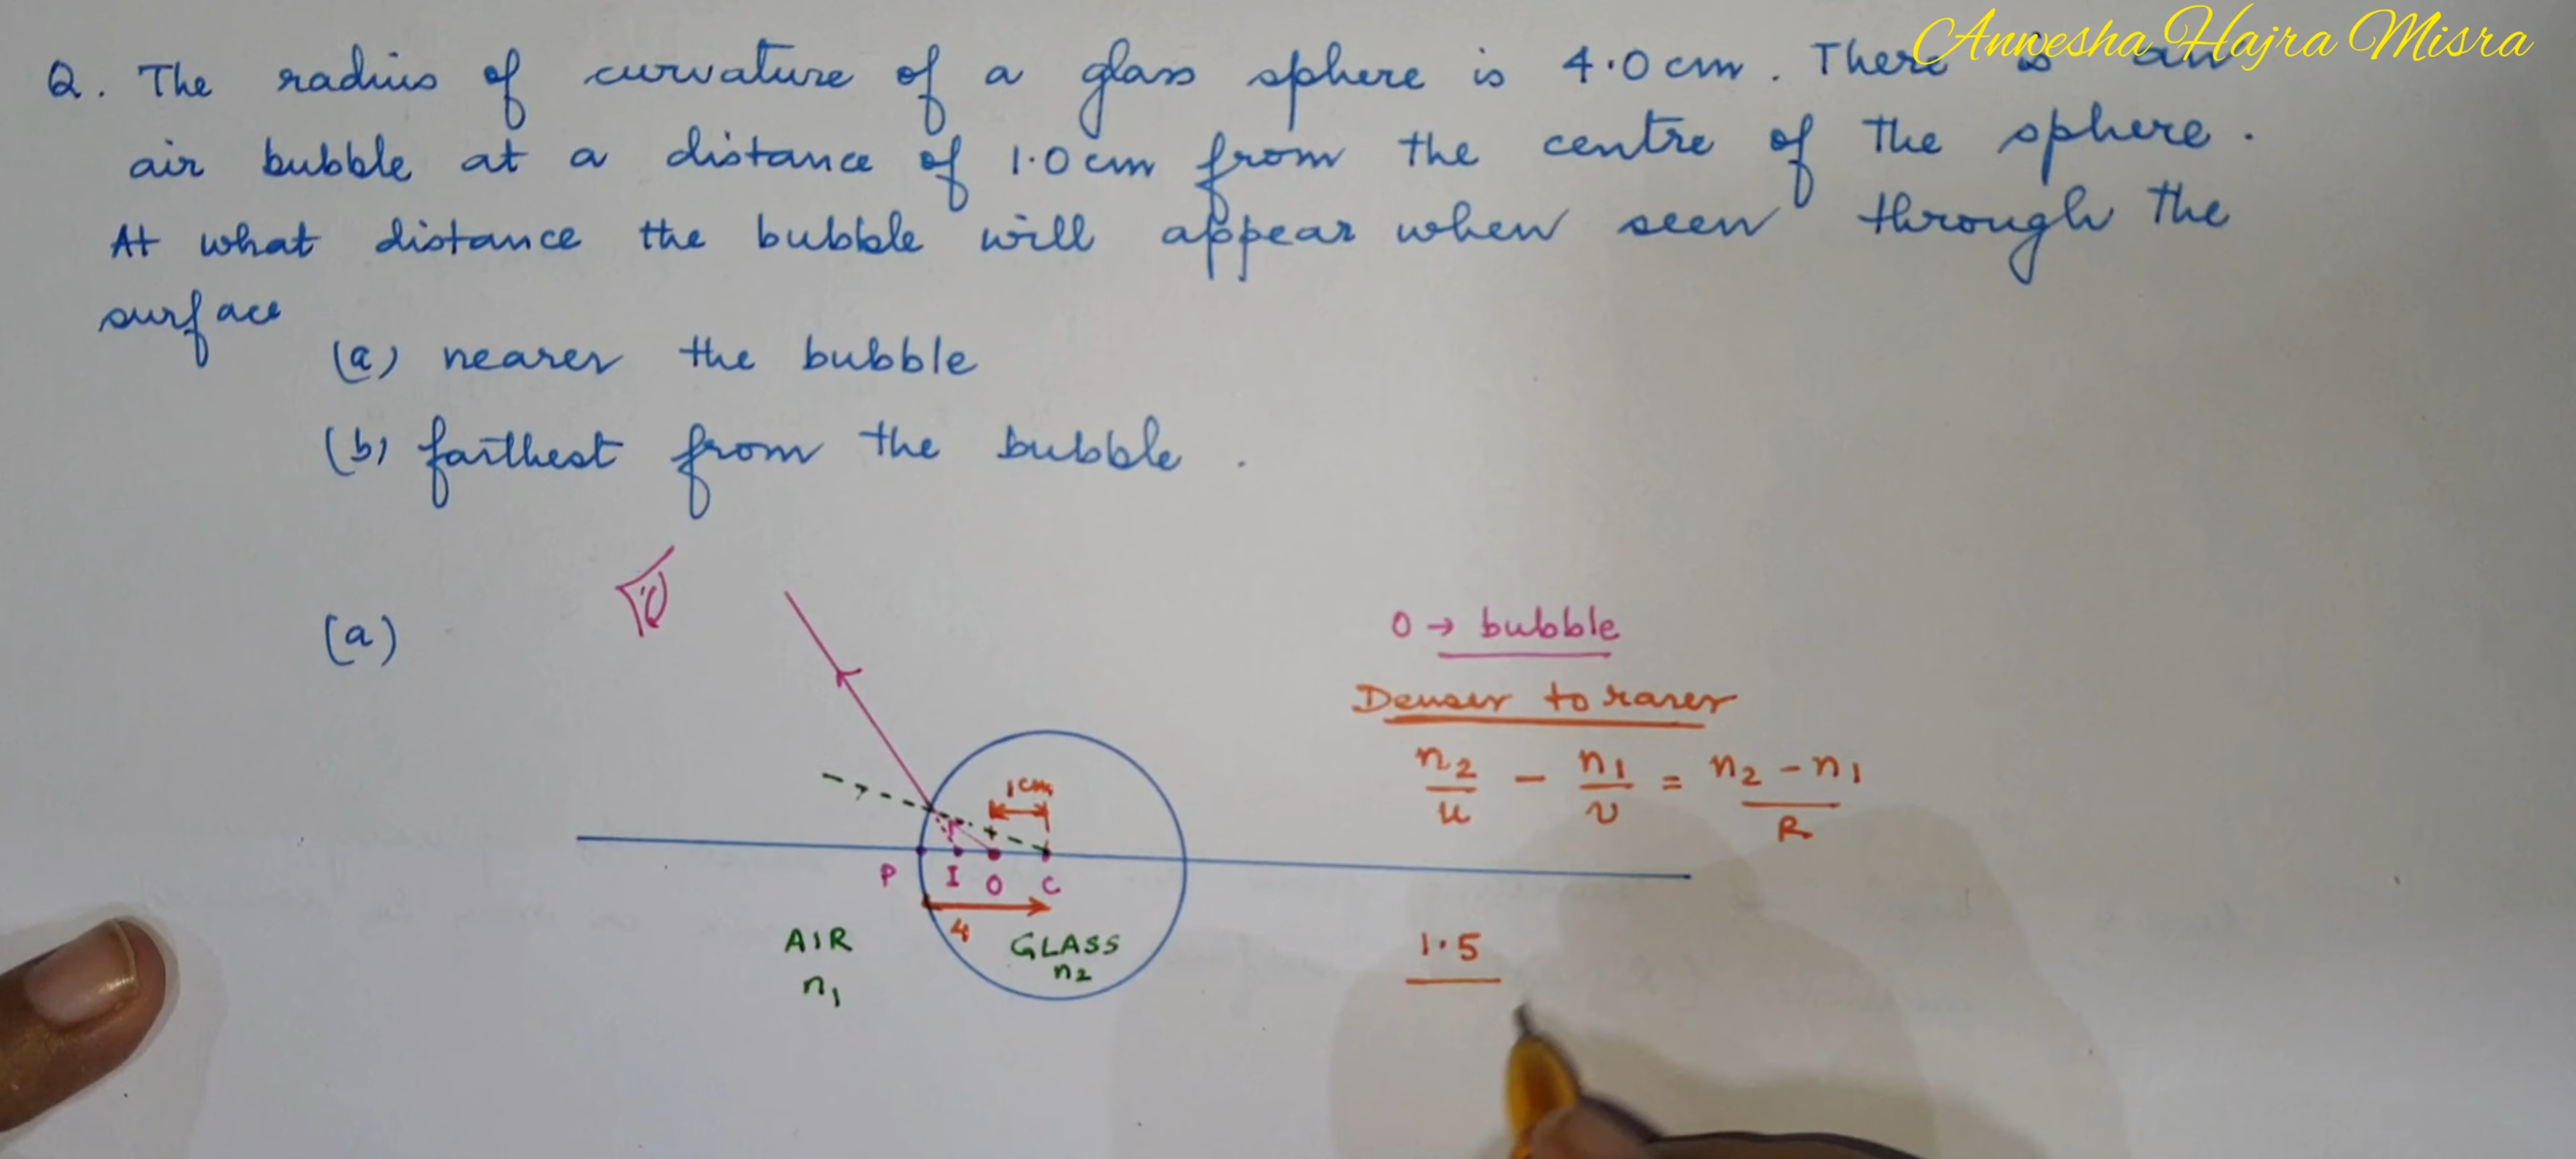 Anwesha Hajra Misra
Q. The radius of curvature of a glass sphere is 4.0 cm. There is an
air bubble at a distance of 1.0 cm from the centre of the sphere.
At what distance the bubble will appear when seen through the
surface
(a) nearer the bubble
(b) farthest from the bubble.
(a)
O → bubble
Denser to rarer
n₂/u - n₁/v = n₂ - n₁/R
1cm
P I O C
4
AIR
n₁
GLASS
n₂
1.5